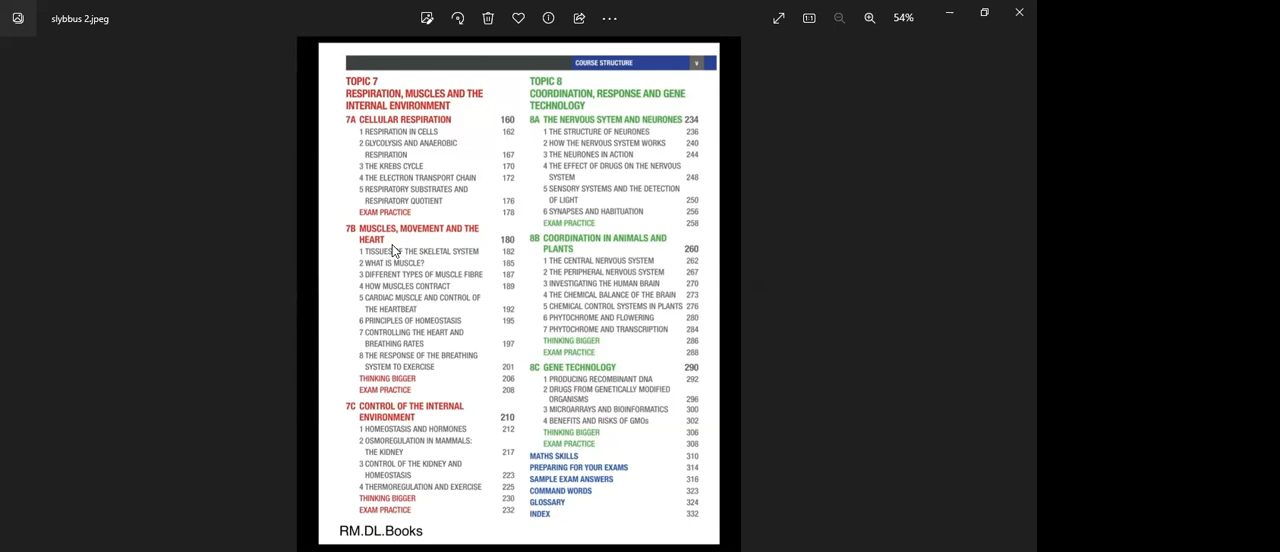 slybbus 2.jpeg
54%
COURSE STRUCTURE
v
TOPIC 7
RESPIRATION, MUSCLES AND THE
INTERNAL ENVIRONMENT
7A CELLULAR RESPIRATION 160
1 RESPIRATION IN CELLS 162
2 GLYCOLYSIS AND ANAEROBIC
RESPIRATION 167
3 THE KREBS CYCLE 170
4 THE ELECTRON TRANSPORT CHAIN 172
5 RESPIRATORY SUBSTRATES AND
RESPIRATORY QUOTIENT 176
EXAM PRACTICE 178
7B MUSCLES, MOVEMENT AND THE
HEART 180
1 TISSUES OF THE SKELETAL SYSTEM 182
2 WHAT IS MUSCLE? 185
3 DIFFERENT TYPES OF MUSCLE FIBRE 187
4 HOW MUSCLES CONTRACT 189
5 CARDIAC MUSCLE AND CONTROL OF
THE HEARTBEAT 192
6 PRINCIPLES OF HOMEOSTASIS 195
7 CONTROLLING THE HEART AND
BREATHING RATES 197
8 THE RESPONSE OF THE BREATHING
SYSTEM TO EXERCISE 201
THINKING BIGGER 206
EXAM PRACTICE 208
7C CONTROL OF THE INTERNAL
ENVIRONMENT 210
1 HOMEOSTASIS AND HORMONES 212
2 OSMOREGULATION IN MAMMALS:
THE KIDNEY 217
3 CONTROL OF THE KIDNEY AND
HOMEOSTASIS 223
4 THERMOREGULATION AND EXERCISE 225
THINKING BIGGER 230
EXAM PRACTICE 232
TOPIC 8
COORDINATION, RESPONSE AND GENE
TECHNOLOGY
8A THE NERVOUS SYTEM AND NEURONES 234
1 THE STRUCTURE OF NEURONES 236
2 HOW THE NERVOUS SYSTEM WORKS 240
3 THE NEURONES IN ACTION 244
4 THE EFFECT OF DRUGS ON THE NERVOUS
SYSTEM 248
5 SENSORY SYSTEMS AND THE DETECTION
OF LIGHT 250
6 SYNAPSES AND HABITUATION 256
EXAM PRACTICE 258
8B COORDINATION IN ANIMALS AND
PLANTS 260
1 THE CENTRAL NERVOUS SYSTEM 262
2 THE PERIPHERAL NERVOUS SYSTEM 267
3 INVESTIGATING THE HUMAN BRAIN 270
4 THE CHEMICAL BALANCE OF THE BRAIN 273
5 CHEMICAL CONTROL SYSTEMS IN PLANTS 276
6 PHYTOCHROME AND FLOWERING 280
7 PHYTOCHROME AND TRANSCRIPTION 284
THINKING BIGGER 286
EXAM PRACTICE 288
8C GENE TECHNOLOGY 290
1 PRODUCING RECOMBINANT DNA 292
2 DRUGS FROM GENETICALLY MODIFIED
ORGANISMS 296
3 MICROARRAYS AND BIOINFORMATICS 300
4 BENEFITS AND RISKS OF GMOs 302
THINKING BIGGER 306
EXAM PRACTICE 308
MATHS SKILLS 310
PREPARING FOR YOUR EXAMS 314
SAMPLE EXAM ANSWERS 316
COMMAND WORDS 323
GLOSSARY 324
INDEX 332
RM.DL.Books